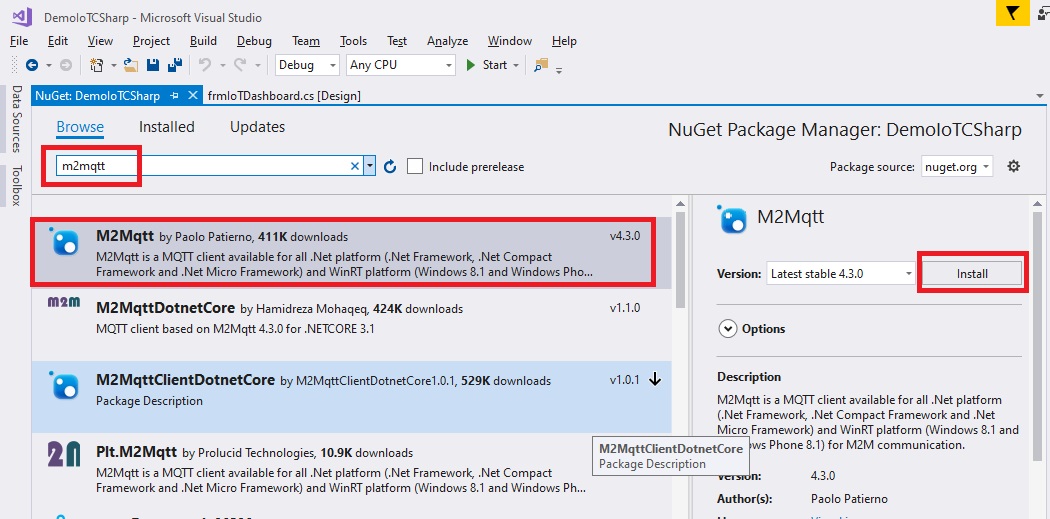 DemoIoTCSharp - Microsoft Visual Studio
File Edit View Project Build Debug Team Tools Test Analyze Window Help
Debug Any CPU Start
Data Sources
Toolbox
NuGet: DemoIoTCSharp frmIoTDashboard.cs [Design]
Browse Installed Updates
NuGet Package Manager: DemoIoTCSharp
m2mqtt
Include prerelease
Package source: nuget.org
M2Mqtt by Paolo Patierno, 411K downloads v4.3.0
M2Mqtt is a MQTT client available for all .Net platform (.Net Framework, .Net Compact
Framework and .Net Micro Framework) and WinRT platform (Windows 8.1 and Windows Pho...
m2m
M2MqttDotnetCore by Hamidreza Mohaqeq, 424K downloads v1.1.0
MQTT client based on M2Mqtt 4.3.0 for .NETCORE 3.1
M2MqttClientDotnetCore by M2MqttClientDotnetCore1.0.1, 529K downloads v1.0.1
Package Description
Plt.M2Mqtt by Prolucid Technologies, 10.9K downloads
M2Mqtt is a MQTT client available for all .Net platform (.Net Framework, .Net Compact
Framework and .Net Micro Framework) and WinRT platform (Windows 8.1 and Windows Pho...
M2MqttClientDotnetCore
Package Description
M2Mqtt
Version: Latest stable 4.3.0 Install
Options
Description
M2Mqtt is a MQTT client available for all .Net platform
(.Net Framework, .Net Compact Framework and .Net
Micro Framework) and WinRT platform (Windows 8.1 and
Phone 8.1) for M2M communication.
Version: 4.3.0
Author(s): Paolo Patierno